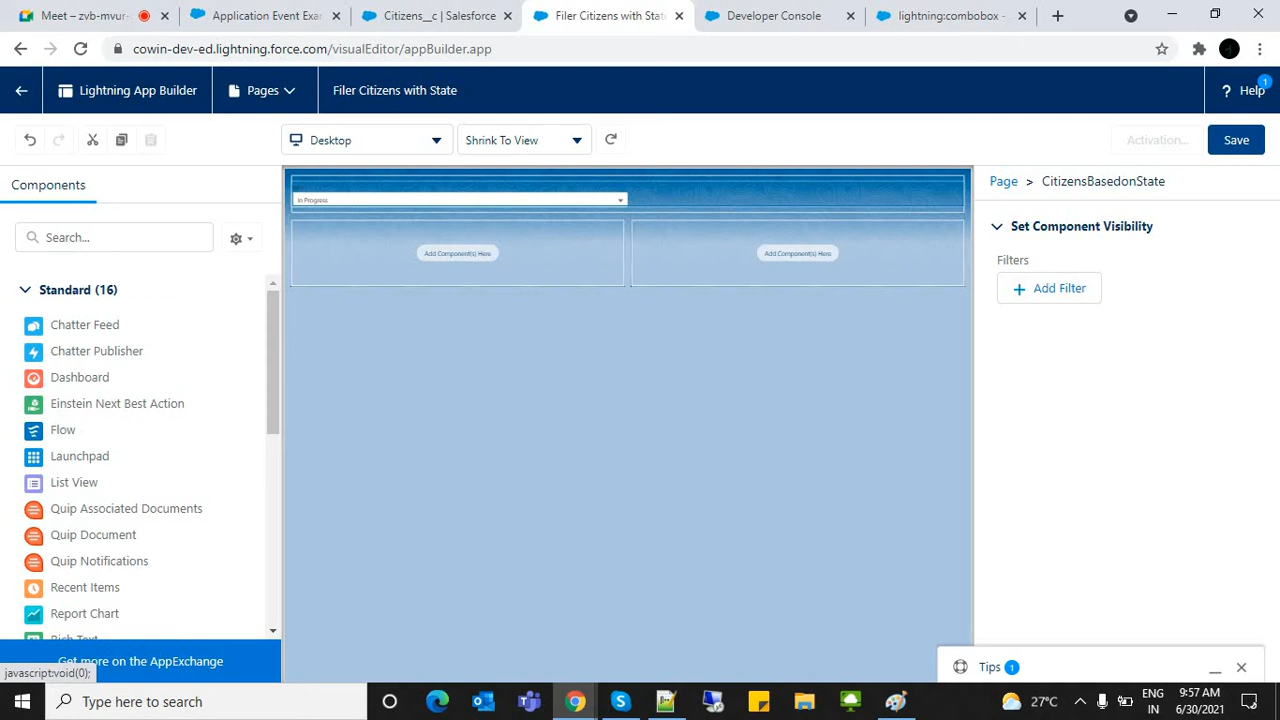 Meet – zvb-mvur-
Application Event Exa
Citizens__c | Salesforce
Filer Citizens with State
Developer Console
lightning:combobox -
cowin-dev-ed.lightning.force.com/visualEditor/appBuilder.app
Lightning App Builder
Pages
Filer Citizens with State
1
? Help
Desktop
Shrink To View
Activation...
Save
Components
Page > CitizensBasedonState
In Progress
Search...
Set Component Visibility
Add Component(s) Here
Add Component(s) Here
Filters
+ Add Filter
Standard (16)
Chatter Feed
Chatter Publisher
Dashboard
Einstein Next Best Action
Flow
Launchpad
List View
Quip Associated Documents
Quip Document
Quip Notifications
Recent Items
Report Chart
Rich Text
Get more on the AppExchange
javascript:void(0);
Tips 1
Type here to search
27°C
ENG
IN
9:57 AM
6/30/2021